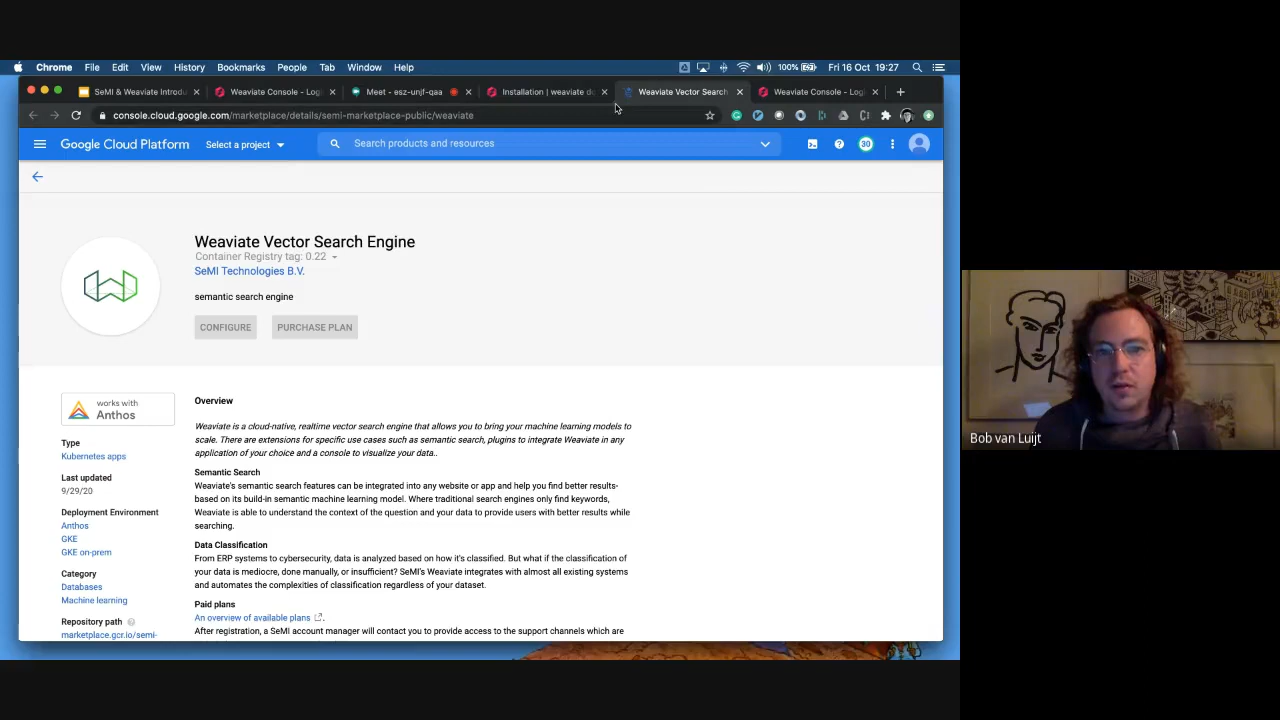 Chrome File Edit View History Bookmarks People Tab Window Help 100% Fri 16 Oct 19:27
SeMI & Weaviate Introdu
Weaviate Console - Logi
Meet - esz-unjf-qaa
Installation | weaviate do
Weaviate Vector Search
Weaviate Console - Logi
console.cloud.google.com/marketplace/details/semi-marketplace-public/weaviate
Google Cloud Platform Select a project Search products and resources 30
Weaviate Vector Search Engine
Container Registry tag: 0.22
SeMI Technologies B.V.
semantic search engine
CONFIGURE PURCHASE PLAN
works with
Anthos
Type
Kubernetes apps
Last updated
9/29/20
Deployment Environment
Anthos
GKE
GKE on-prem
Category
Databases
Machine learning
Repository path
marketplace.gcr.io/semi-
Overview
Weaviate is a cloud-native, realtime vector search engine that allows you to bring your machine learning models to
scale. There are extensions for specific use cases such as semantic search, plugins to integrate Weaviate in any
application of your choice and a console to visualize your data..
Semantic Search
Weaviate's semantic search features can be integrated into any website or app and help you find better results-
based on its build-in semantic machine learning model. Where traditional search engines only find keywords,
Weaviate is able to understand the context of the question and your data to provide users with better results while
searching.
Data Classification
From ERP systems to cybersecurity, data is analyzed based on how it's classified. But what if the classification of
your data is mediocre, done manually, or insufficient? SeMI's Weaviate integrates with almost all existing systems
and automates the complexities of classification regardless of your dataset.
Paid plans
An overview of available plans .
After registration, a SeMI account manager will contact you to provide access to the support channels which are
Bob van Luijt